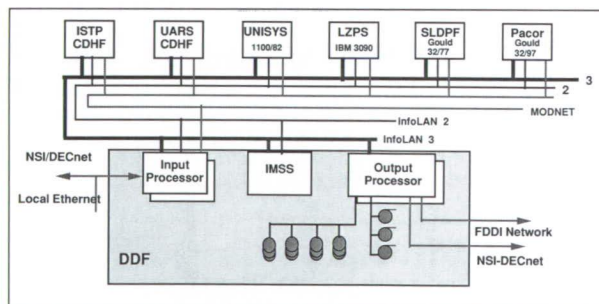 ISTP
CDHF
UARS
CDHF
UNISYS
1100/82
LZPS
IBM 3090
SLDPF
Gould
32/77
Pacor
Gould
32/97
3
2
MODNET
InfoLAN 2
InfoLAN 3
NSI/DECnet
Local Ethernet
Input
Processor
IMSS
Output
Processor
FDDI Network
NSI-DECnet
DDF